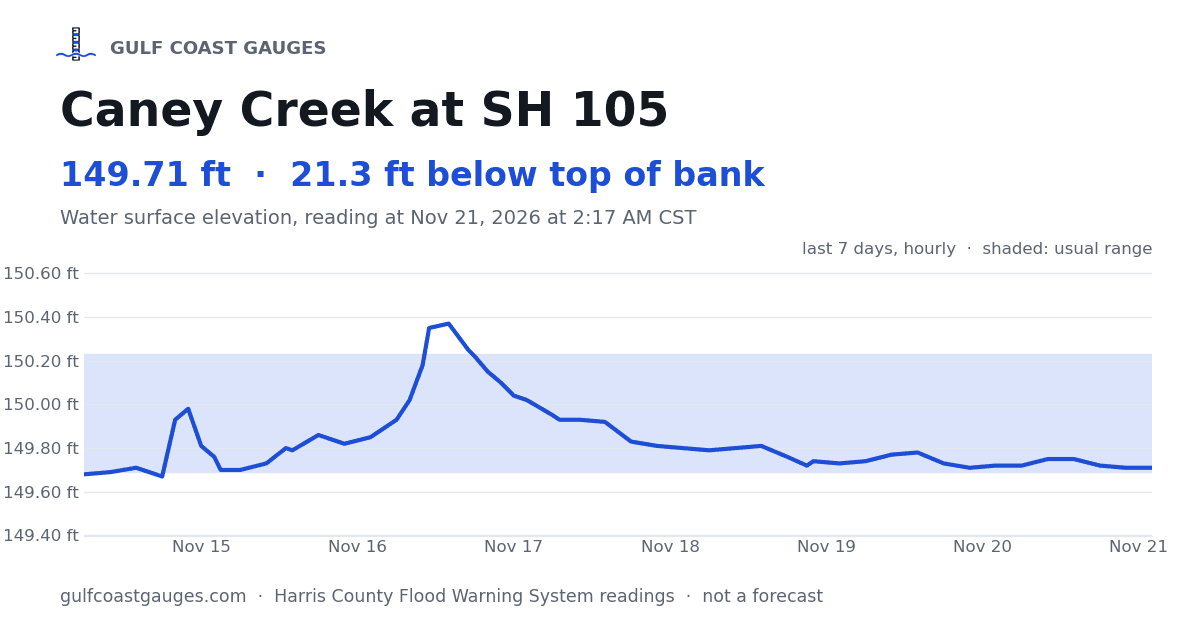 GULF COAST GAUGES
Caney Creek at SH 105
149.71 ft · 21.3 ft below top of bank
Water surface elevation, reading at Nov 21, 2026 at 2:17 AM CST
last 7 days, hourly · shaded: usual range
150.60 ft
150.40 ft
150.20 ft
150.00 ft
149.80 ft
149.60 ft
149.40 ft
Nov 15 Nov 16 Nov 17 Nov 18 Nov 19 Nov 20 Nov 21
gulfcoastgauges.com · Harris County Flood Warning System readings · not a forecast